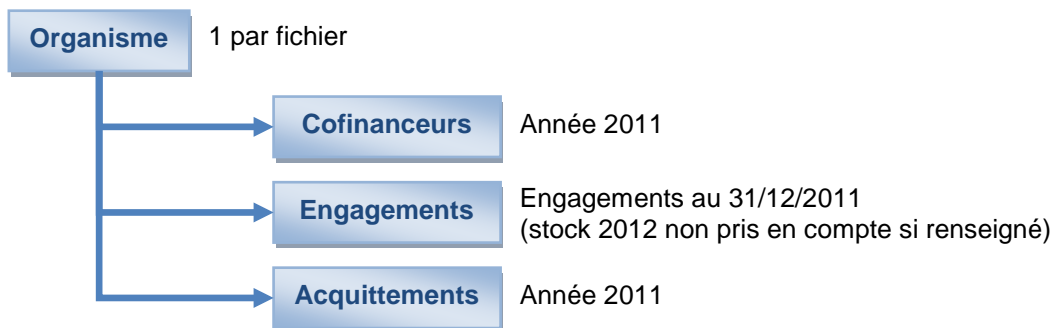 Organisme 1 par fichier
Cofinanceurs Année 2011
Engagements Engagements au 31/12/2011
(stock 2012 non pris en compte si renseigné)
Acquittements Année 2011